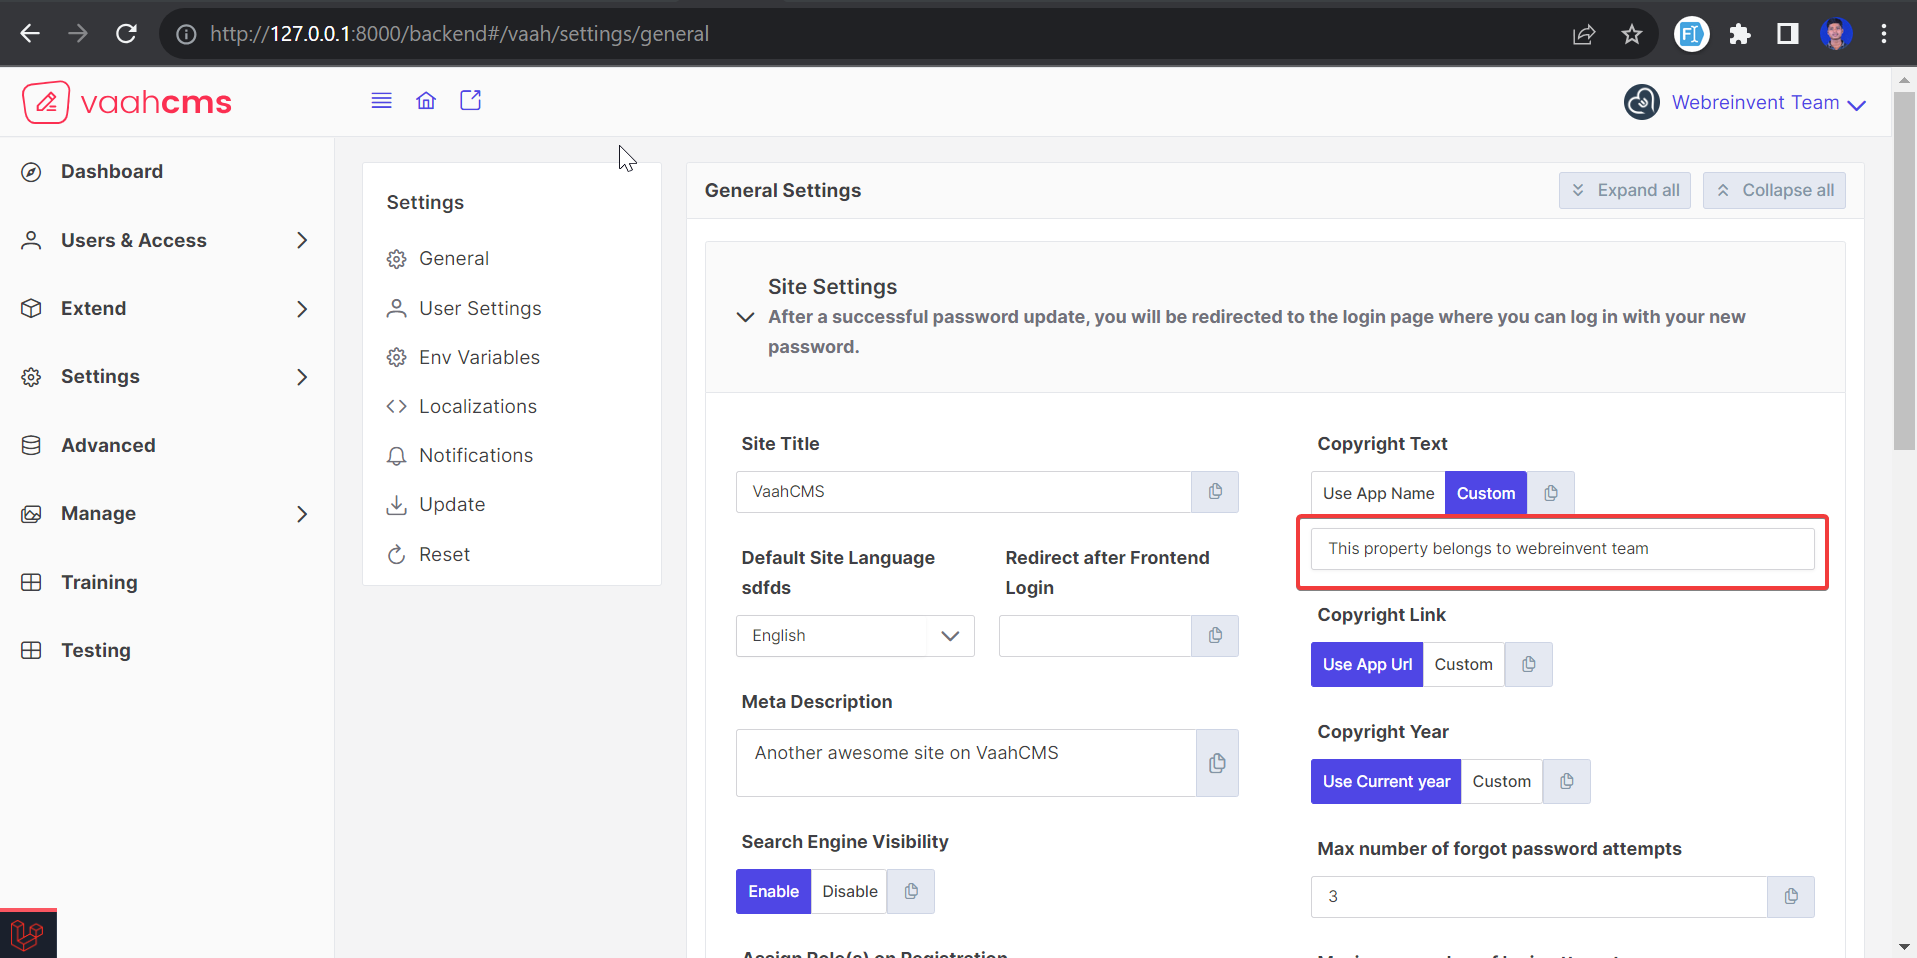 http://127.0.0.1:8000/backend#/vaah/settings/general
vaahcms
Webreinvent Team
Dashboard
Users & Access
Extend
Settings
Advanced
Manage
Training
Testing
Settings
General
User Settings
Env Variables
Localizations
Notifications
Update
Reset
General Settings
Expand all
Collapse all
Site Settings
After a successful password update, you will be redirected to the login page where you can log in with your new
password.
Site Title
VaahCMS
Default Site Language
sdfds
English
Redirect after Frontend
Login
Meta Description
Another awesome site on VaahCMS
Search Engine Visibility
Enable Disable
Assign Role(s) on Registration
Copyright Text
Use App Name Custom
This property belongs to webreinvent team
Copyright Link
Use App Url Custom
Copyright Year
Use Current year Custom
Max number of forgot password attempts
3